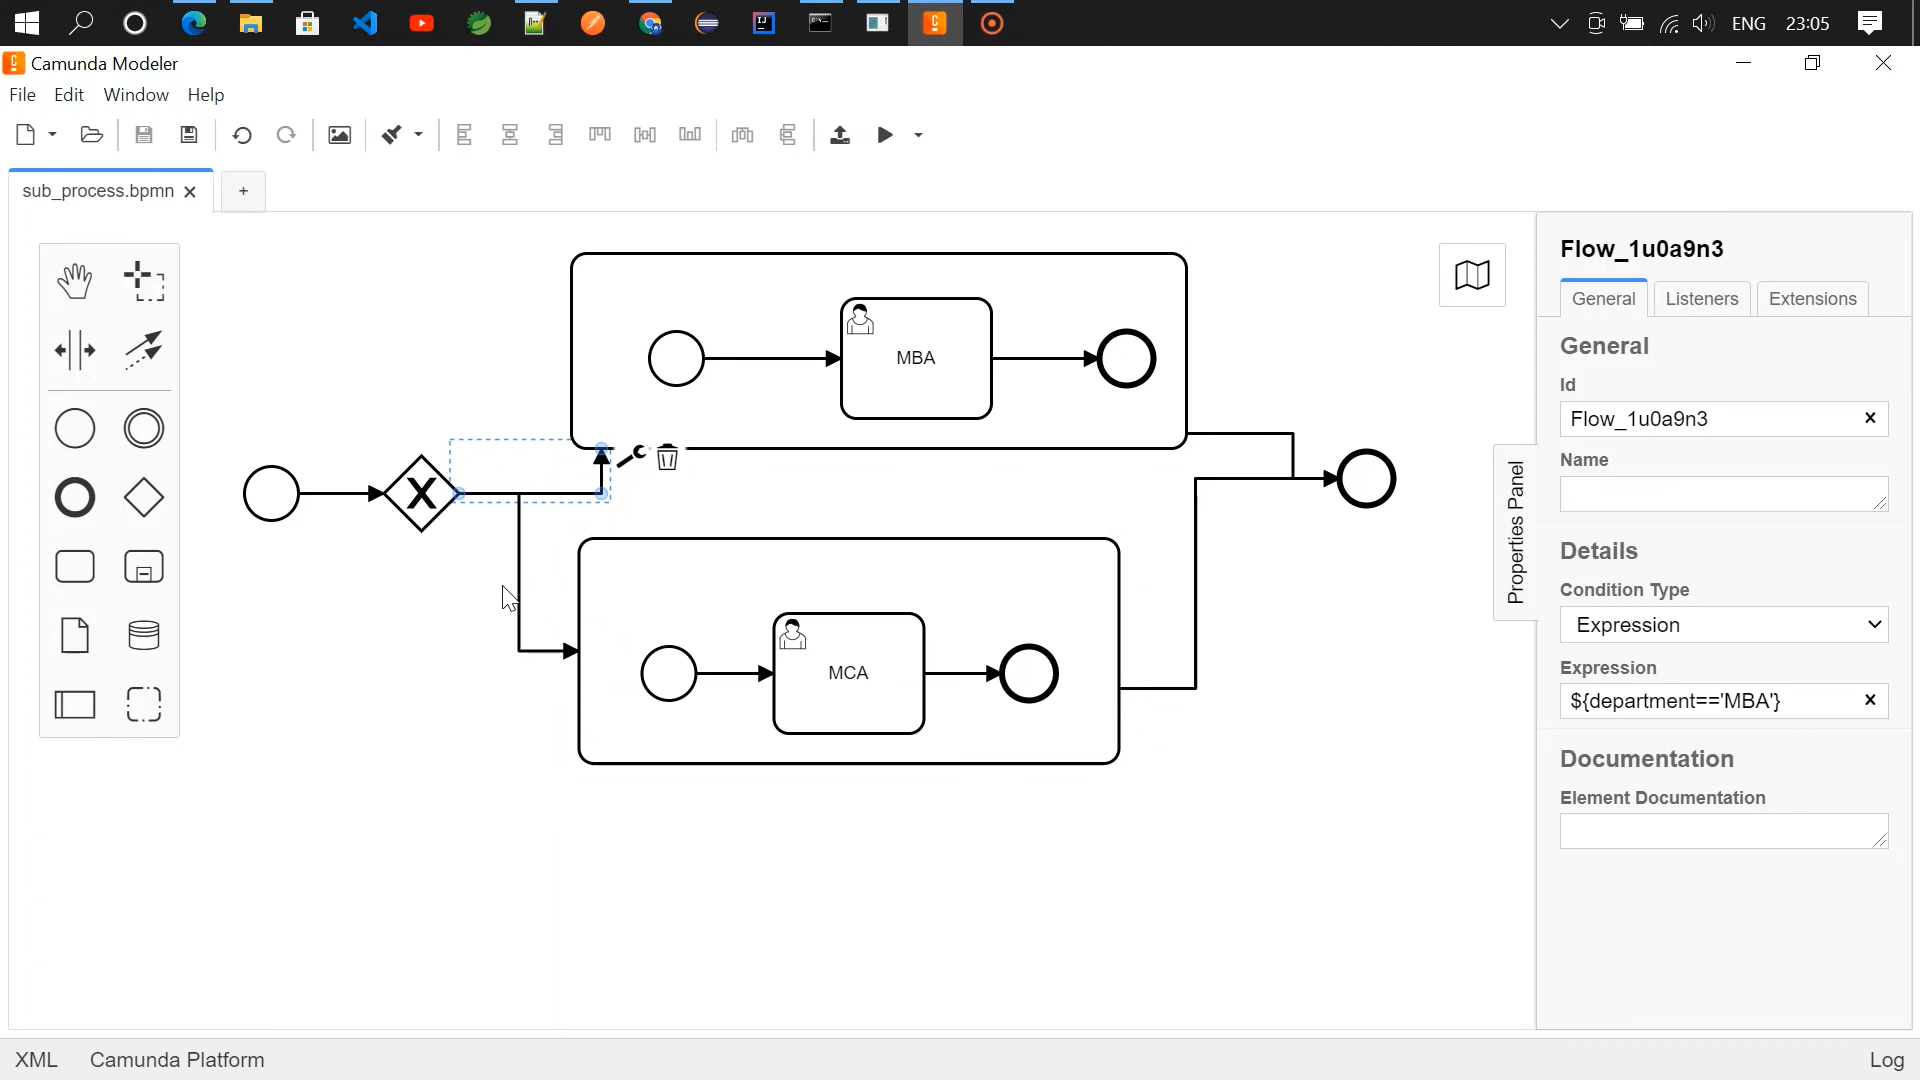 ENG 23:05
Camunda Modeler
File Edit Window Help
sub_process.bpmn
+
MBA
MCA
Properties Panel
Flow_1u0a9n3
General Listeners Extensions
General
Id
Flow_1u0a9n3
Name
Details
Condition Type
Expression
Expression
${department=='MBA'}
Documentation
Element Documentation
XML Camunda Platform Log